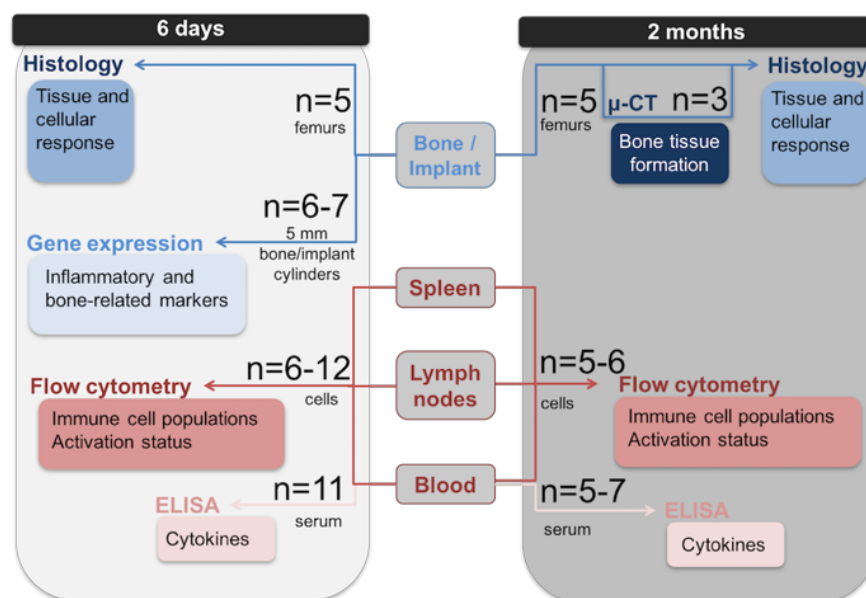 6 days
Histology
Tissue and
cellular
response
n=5
femurs
n=6-7
5 mm
bone/implant
cylinders
Gene expression
Inflammatory and
bone-related markers
n=6-12
cells
Flow cytometry
Immune cell populations
Activation status
n=11
serum
ELISA
Cytokines
Bone /
Implant
Spleen
Lymph
nodes
Blood
2 months
n=5
femurs
µ-CT n=3
Bone tissue
formation
Histology
Tissue and
cellular
response
n=5-6
cells
Flow cytometry
Immune cell populations
Activation status
n=5-7
serum
ELISA
Cytokines